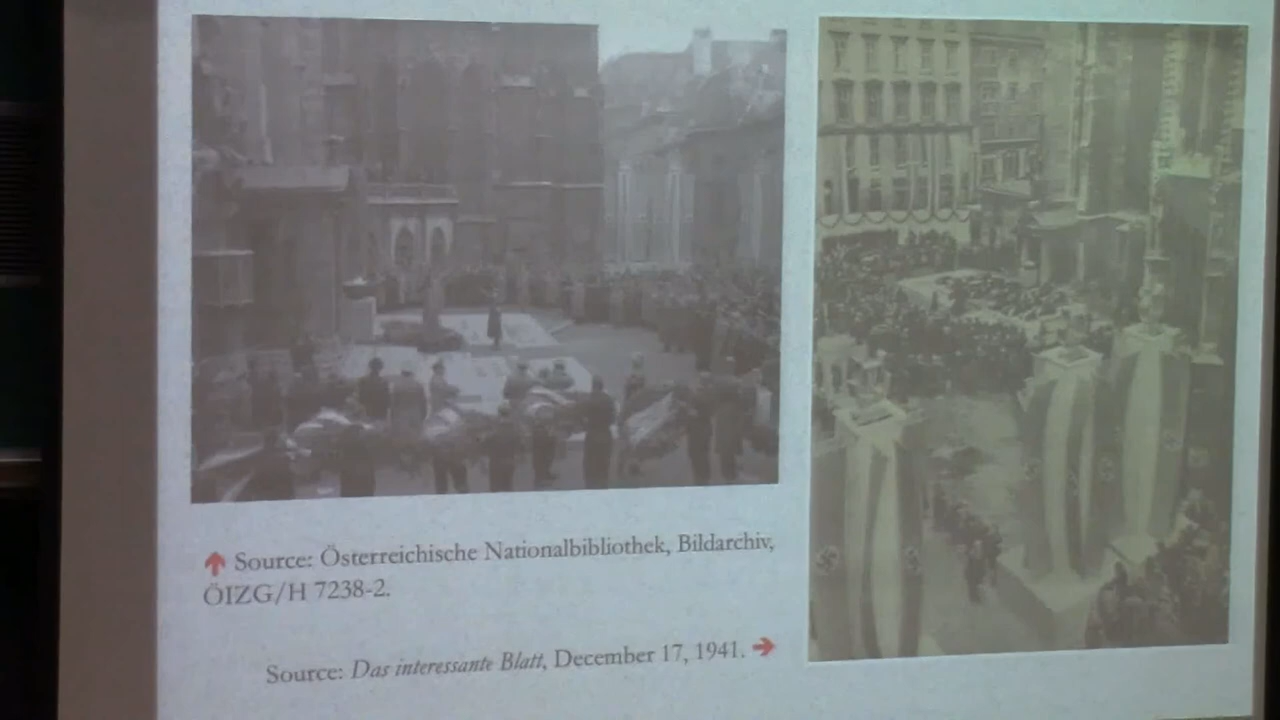 Source: Österreichische Nationalbibliothek, Bildarchiv,
ÖIZG/H 7238-2.
Source: Das interessante Blatt, December 17, 1941.